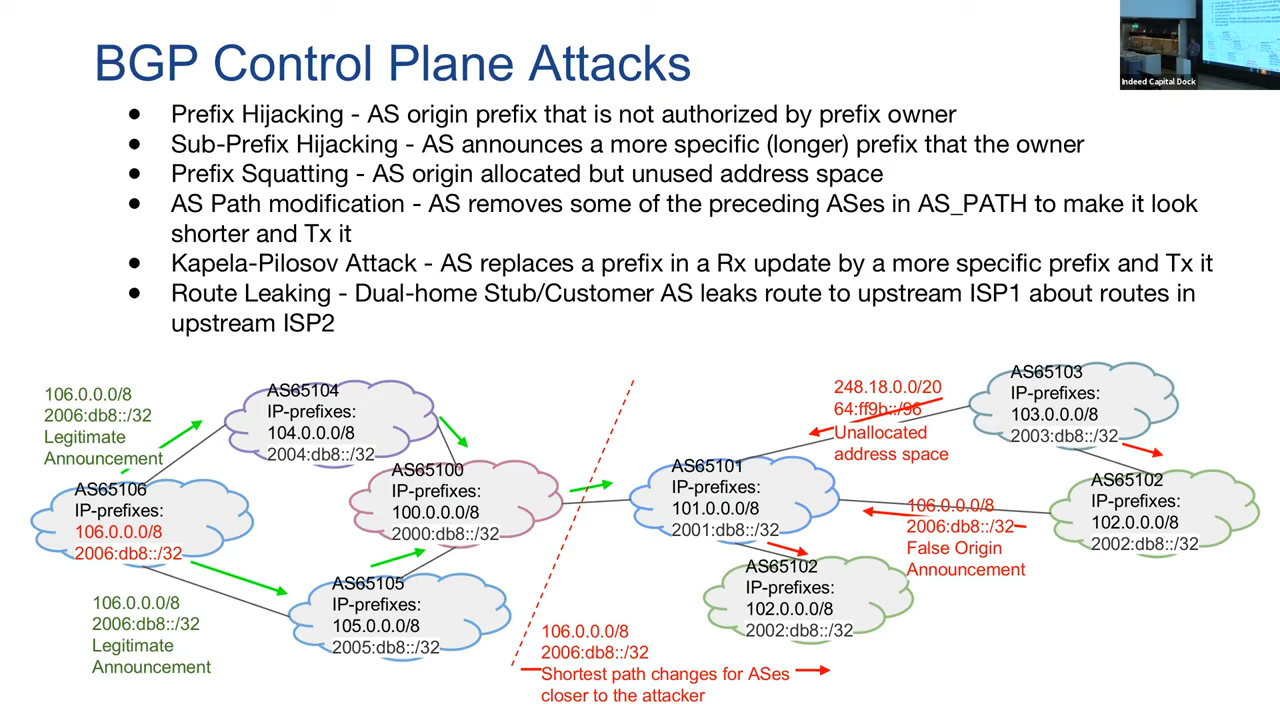 BGP Control Plane Attacks
Indeed Capital Dock
● Prefix Hijacking - AS origin prefix that is not authorized by prefix owner
● Sub-Prefix Hijacking - AS announces a more specific (longer) prefix that the owner
● Prefix Squatting - AS origin allocated but unused address space
● AS Path modification - AS removes some of the preceding ASes in AS_PATH to make it look
shorter and Tx it
● Kapela-Pilosov Attack - AS replaces a prefix in a Rx update by a more specific prefix and Tx it
● Route Leaking - Dual-home Stub/Customer AS leaks route to upstream ISP1 about routes in
upstream ISP2
106.0.0.0/8
2006:db8::/32
Legitimate
Announcement
AS65104
IP-prefixes:
104.0.0.0/8
2004:db8::/32
AS65106
IP-prefixes:
106.0.0.0/8
2006:db8::/32
AS65100
IP-prefixes:
100.0.0.0/8
2000:db8::/32
AS65105
IP-prefixes:
105.0.0.0/8
2005:db8::/32
106.0.0.0/8
2006:db8::/32
Legitimate
Announcement
248.18.0.0/20
64:ff9b::/96
Unallocated
address space
AS65103
IP-prefixes:
103.0.0.0/8
2003:db8::/32
AS65101
IP-prefixes:
101.0.0.0/8
2001:db8::/32
AS65102
IP-prefixes:
102.0.0.0/8
2002:db8::/32
106.0.0.0/8
2006:db8::/32
False Origin
Announcement
AS65102
IP-prefixes:
102.0.0.0/8
2002:db8::/32
106.0.0.0/8
2006:db8::/32
Shortest path changes for ASes
closer to the attacker